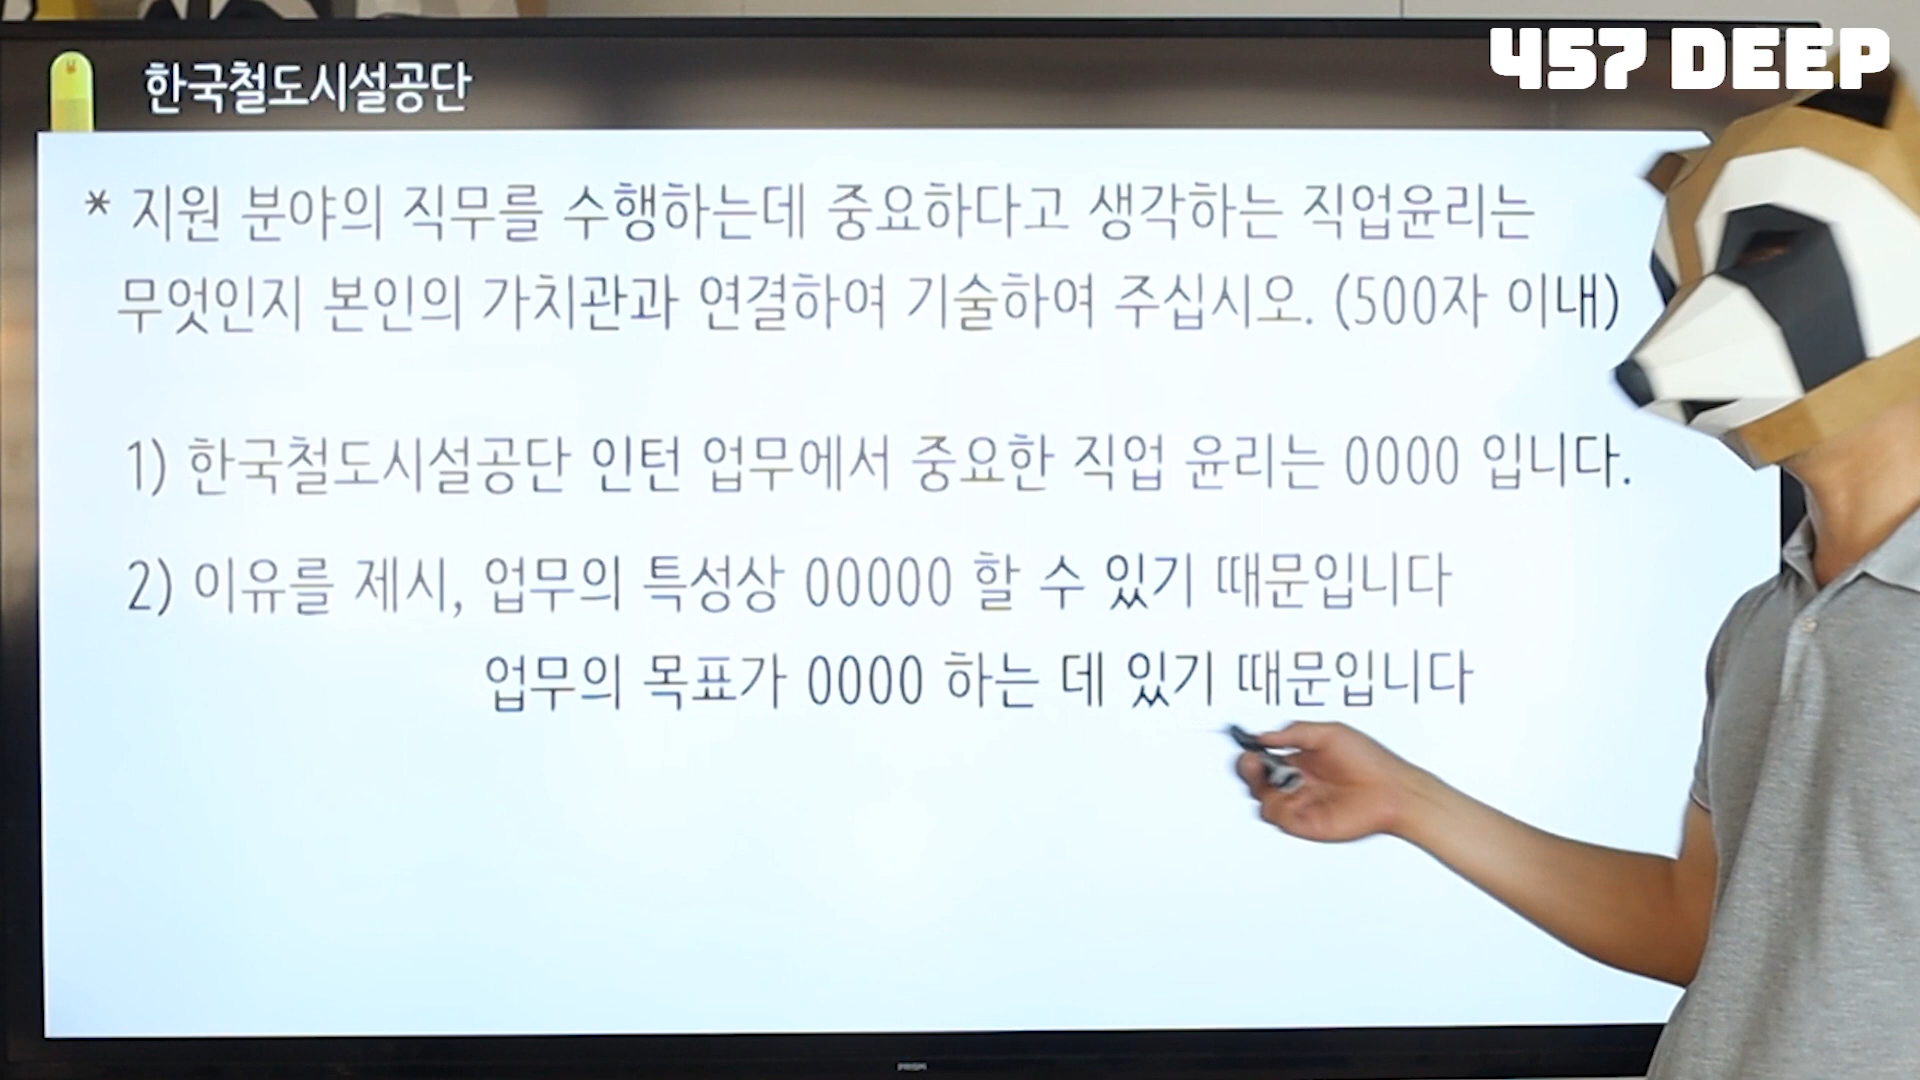 457 DEEP
한국철도시설공단
* 지원 분야의 직무를 수행하는데 중요하다고 생각하는 직업윤리는
무엇인지 본인의 가치관과 연결하여 기술하여 주십시오. (500자 이내)
1) 한국철도시설공단 인턴 업무에서 중요한 직업 윤리는 0000 입니다.
2) 이유를 제시, 업무의 특성상 00000 할 수 있기 때문입니다
업무의 목표가 0000 하는 데 있기 때문입니다
PRISM